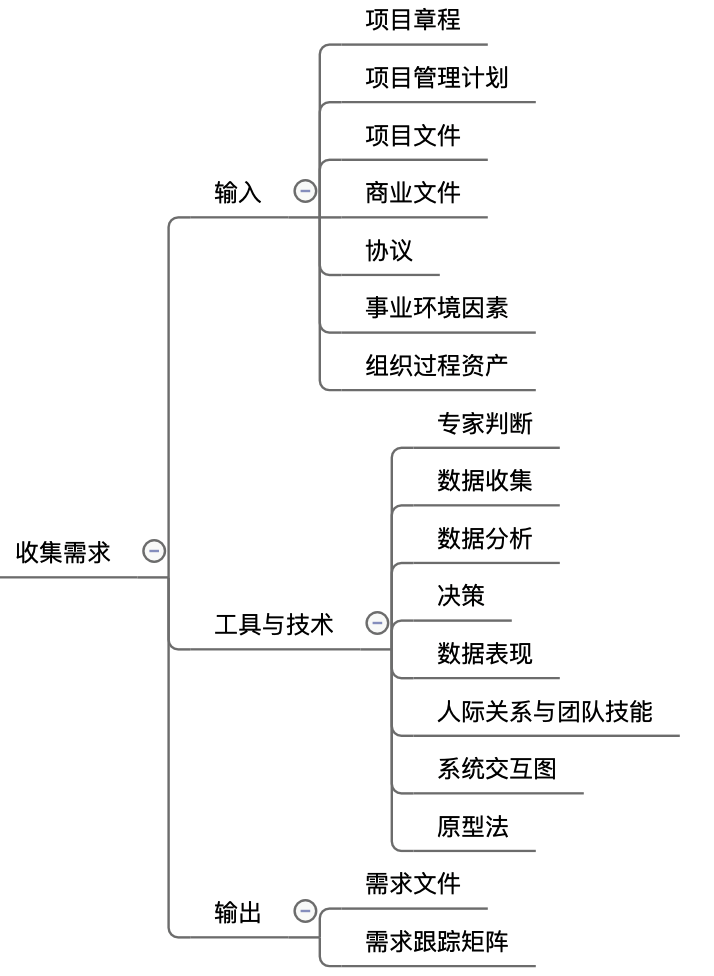 项目章程
项目管理计划
项目文件
输入
商业文件
协议
事业环境因素
组织过程资产
专家判断
数据收集
数据分析
收集需求
决策
工具与技术
数据表现
人际关系与团队技能
系统交互图
原型法
需求文件
输出
需求跟踪矩阵